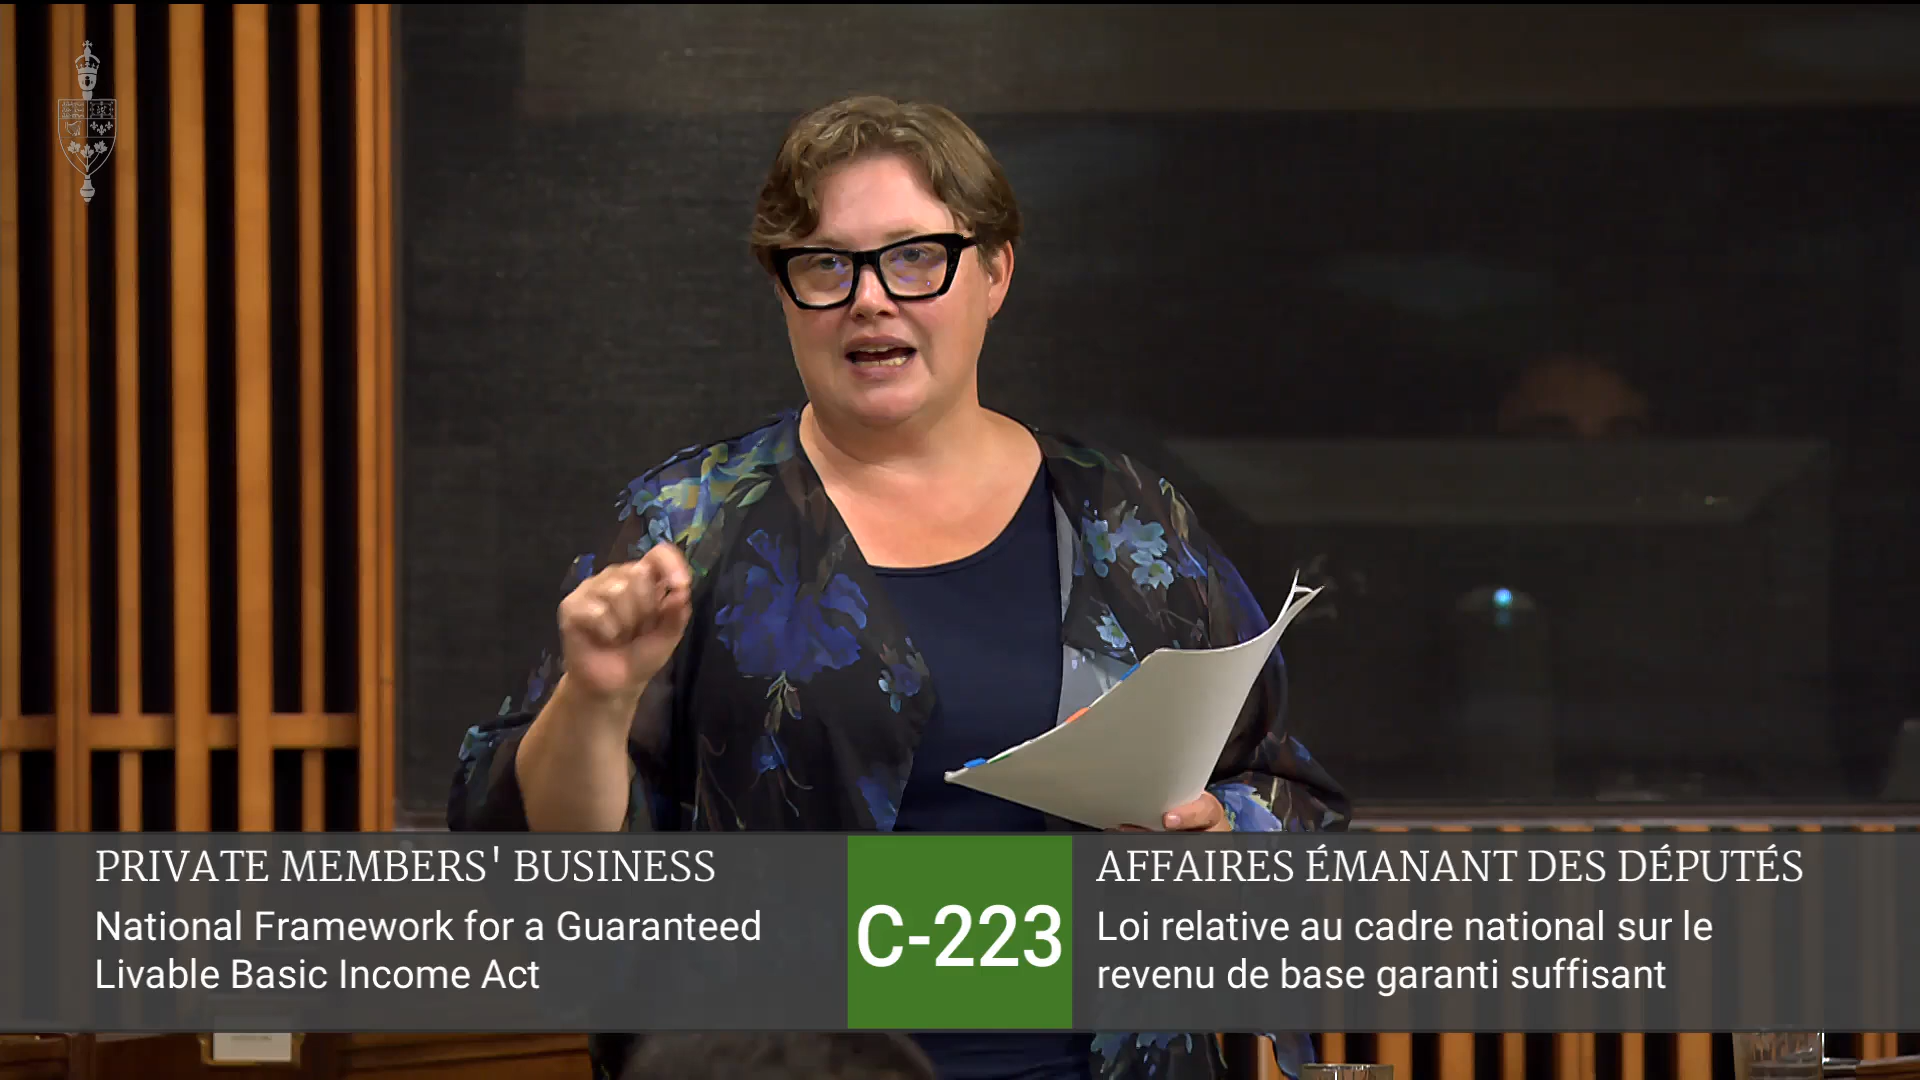 PRIVATE MEMBERS' BUSINESS
National Framework for a Guaranteed
Livable Basic Income Act
C-223
AFFAIRES ÉMANANT DES DÉPUTÉS
Loi relative au cadre national sur le
revenu de base garanti suffisant